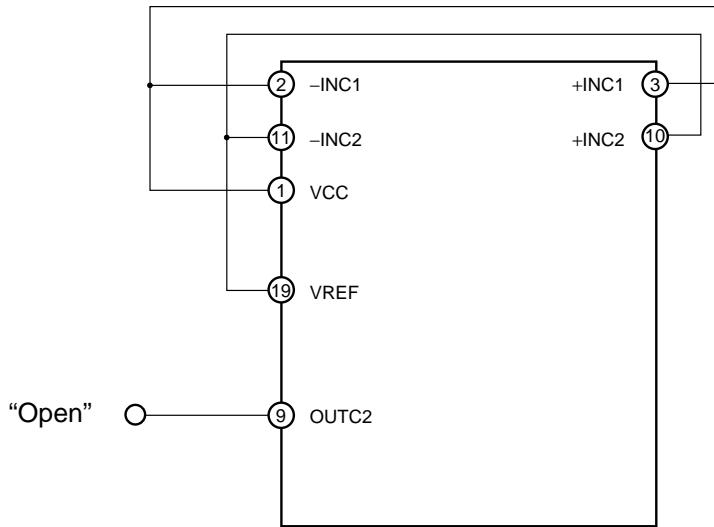 2 –INC1 +INC1 3
11 –INC2 +INC2 10
1 VCC
19 VREF
“Open” 9 OUTC2